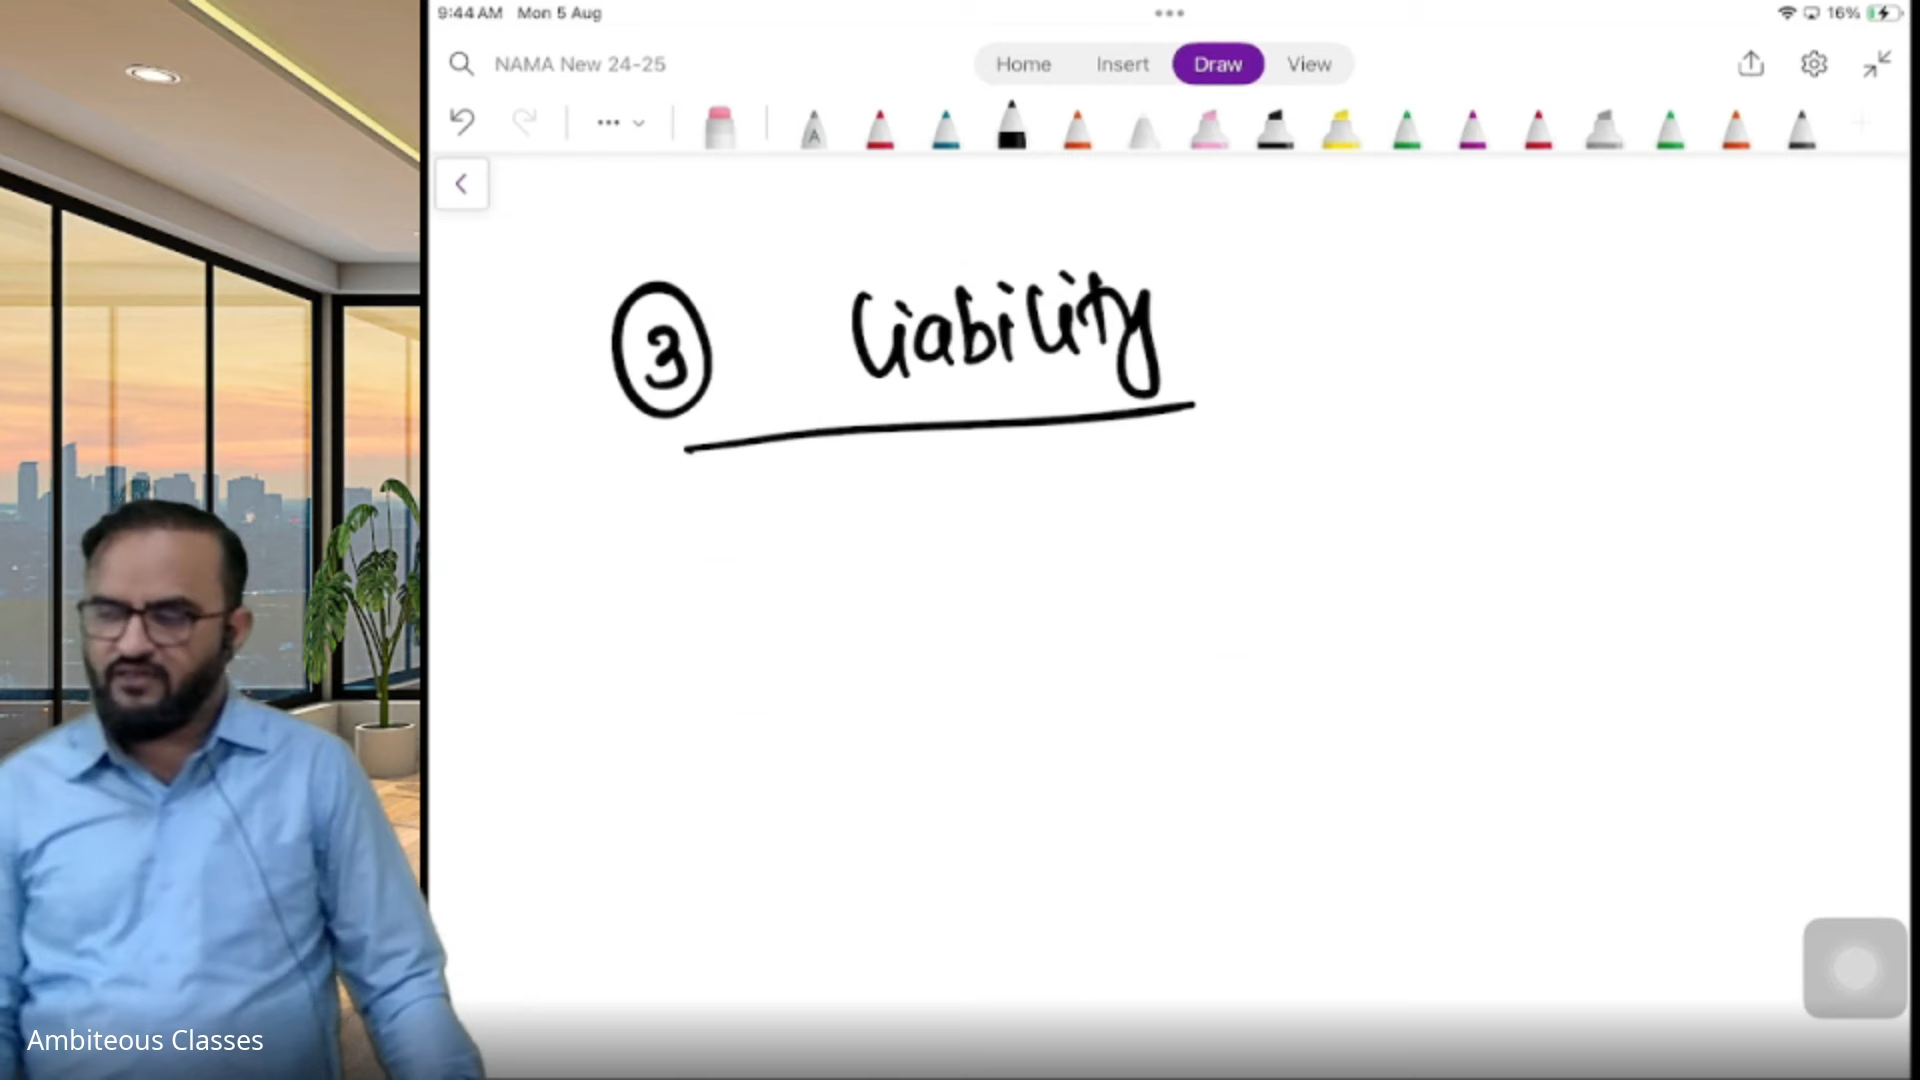 9:44 AM Mon 5 Aug
16%
NAMA New 24-25
Home Insert Draw View
A
3 Liability
Ambiteous Classes